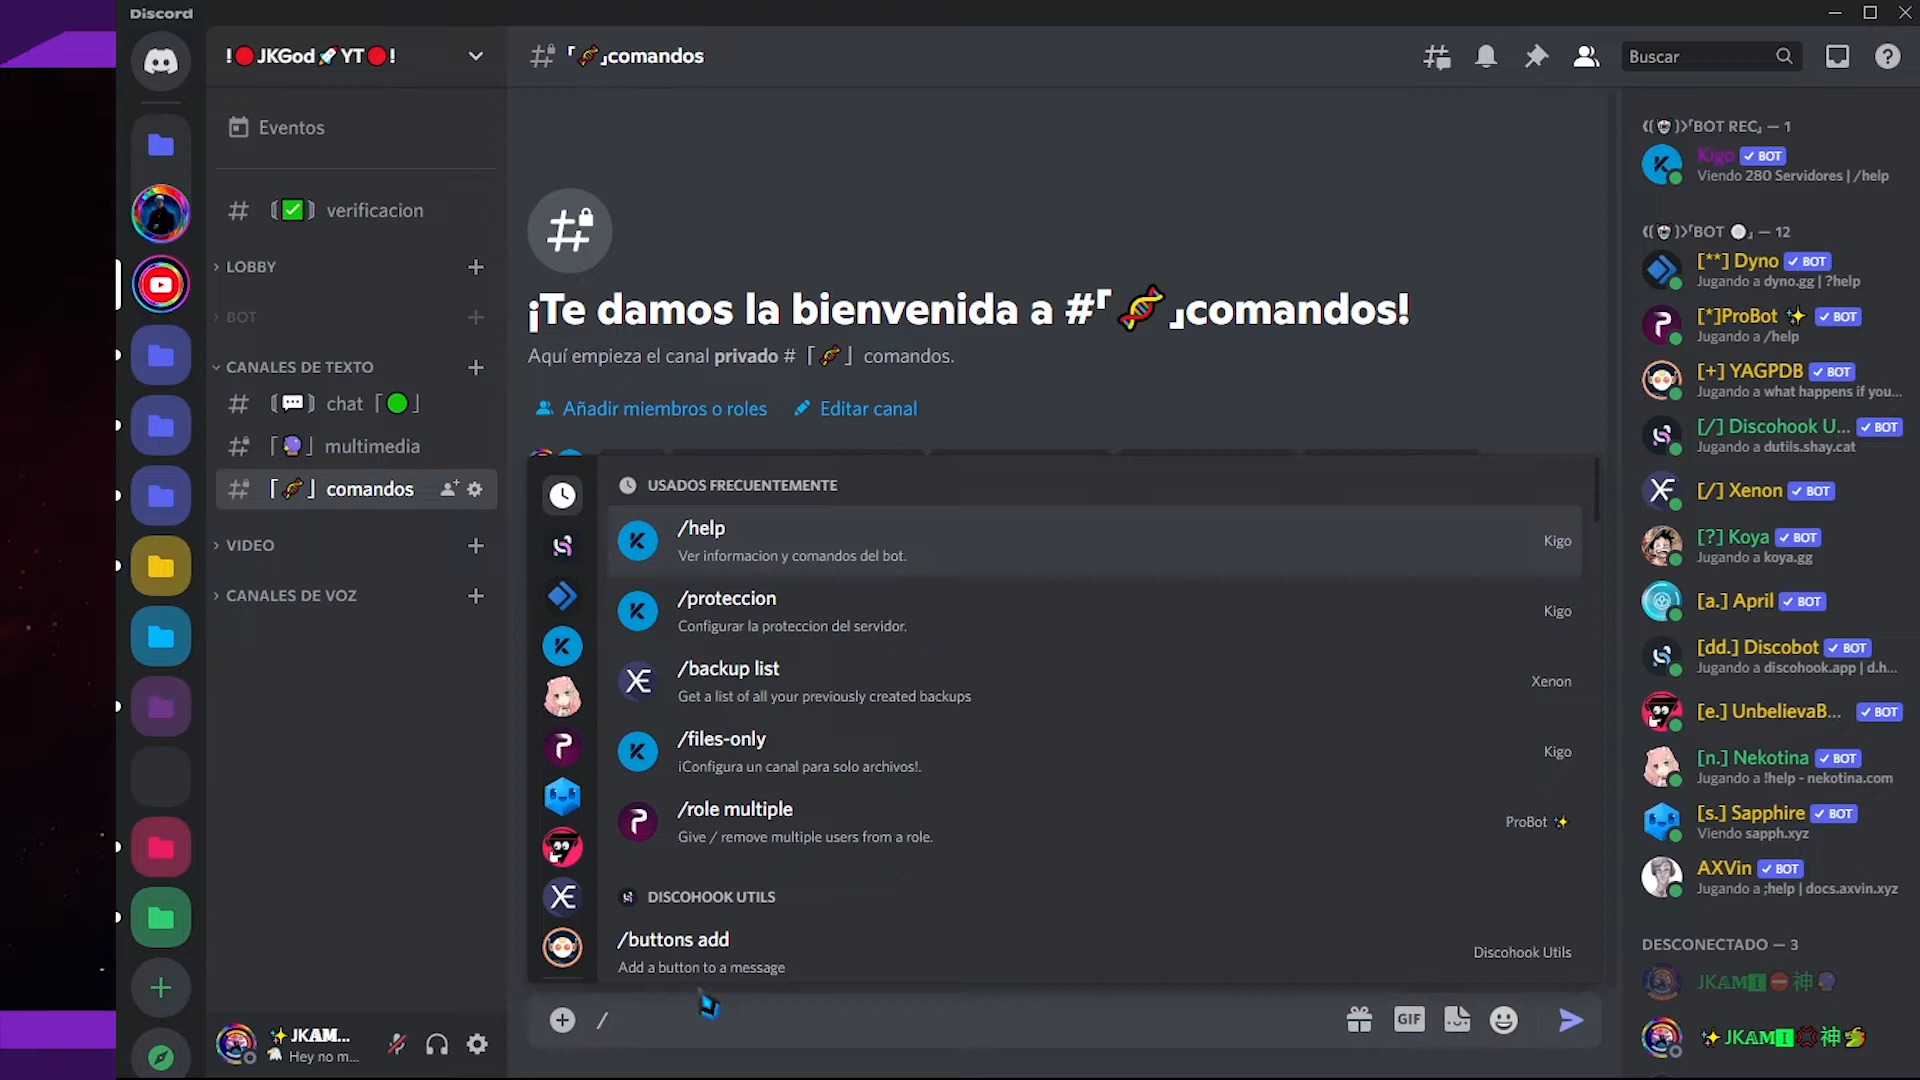 Discord
!🔴JKGod🚀YT🔴!
Eventos
verificacion
LOBBY
BOT
CANALES DE TEXTO
chat
multimedia
comandos
VIDEO
CANALES DE VOZ
✨JKAM...
Hey no m...
「🧬」comandos
Buscar
¡Te damos la bienvenida a #「🧬」comandos!
Aquí empieza el canal privado #「🧬」 comandos.
Añadir miembros o roles
Editar canal
USADOS FRECUENTEMENTE
/help
Ver informacion y comandos del bot.
Kigo
/proteccion
Configurar la proteccion del servidor.
Kigo
/backup list
Get a list of all your previously created backups
Xenon
/files-only
¡Configura un canal para solo archivos!.
Kigo
/role multiple
Give / remove multiple users from a role.
ProBot ✨
DISCOHOOK UTILS
/buttons add
Add a button to a message
Discohook Utils
/
GIF
「BOT REC」 — 1
Kigo ✓ BOT
Viendo 280 Servidores | /help
「BOT ⚪」 — 12
[**] Dyno ✓ BOT
Jugando a dyno.gg | ?help
[*]ProBot ✨ ✓ BOT
Jugando a /help
[+] YAGPDB ✓ BOT
Jugando a what happens if you...
[/] Discohook U... ✓ BOT
Jugando a dutils.shay.cat
[/] Xenon ✓ BOT
[?] Koya ✓ BOT
Jugando a koya.gg
[a.] April ✓ BOT
[dd.] Discobot ✓ BOT
Jugando a discohook.app | d.h...
[e.] UnbelievaB... ✓ BOT
[n.] Nekotina ✓ BOT
Jugando a !help - nekotina.com
[s.] Sapphire ✓ BOT
Viendo sapph.xyz
AXVin ✓ BOT
Jugando a ;help | docs.axvin.xyz
DESCONECTADO — 3
JKAMI⛔神🔮
✨JKAMI💢神🐲